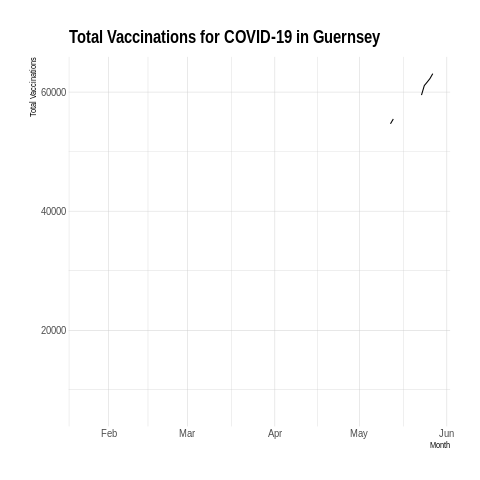 Total Vaccinations for COVID-19 in Guernsey
Total Vaccinations
60000
40000
20000
Feb Mar Apr May Jun
Month